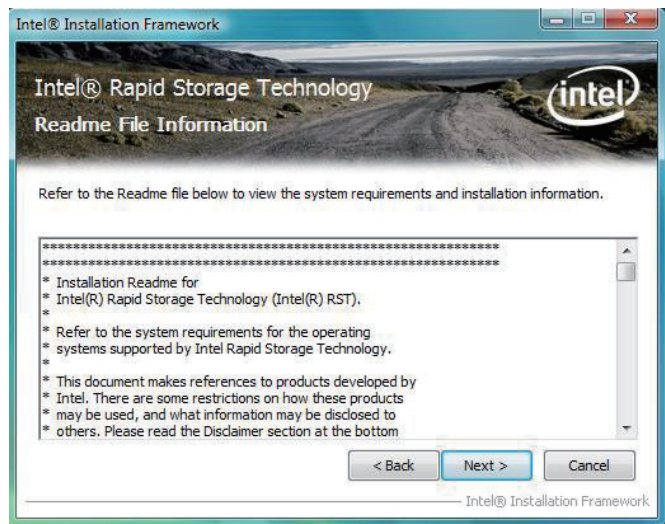 Intel® Installation Framework
Intel® Rapid Storage Technology
Readme File Information
intel
Refer to the Readme file below to view the system requirements and installation information.
************************************************************
************************************************************
* Installation Readme for
* Intel(R) Rapid Storage Technology (Intel(R) RST).
*
* Refer to the system requirements for the operating
* systems supported by Intel Rapid Storage Technology.
*
* This document makes references to products developed by
* Intel. There are some restrictions on how these products
* may be used, and what information may be disclosed to
* others. Please read the Disclaimer section at the bottom
< Back
Next >
Cancel
Intel® Installation Framework